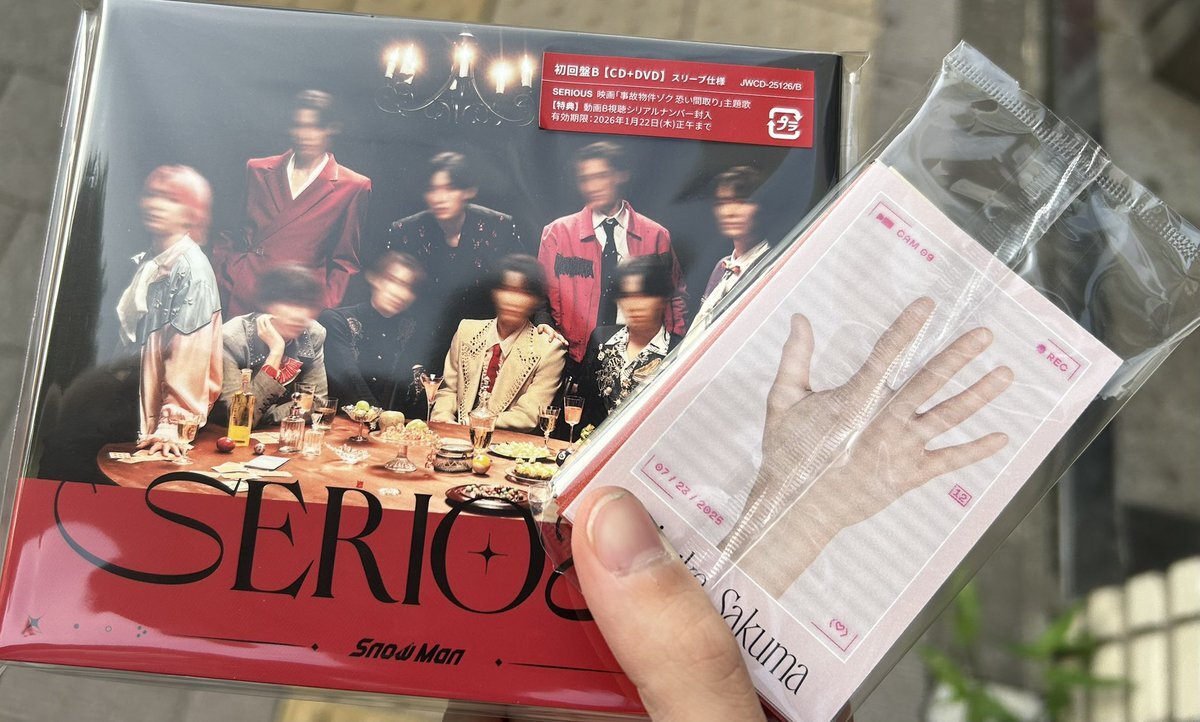 初回盤B【CD+DVD】スリーブ仕様
JWCD-25126/B
SERIOUS 映画「事故物件ゾク 恐い間取り」主題歌
【特典】動画B視聴シリアルナンバー封入
有効期限：2026年1月22日(木)正午まで
プラ
SERIO
Snow Man
CAM 09
REC
07 / 23 / 2025
12
Sakuma